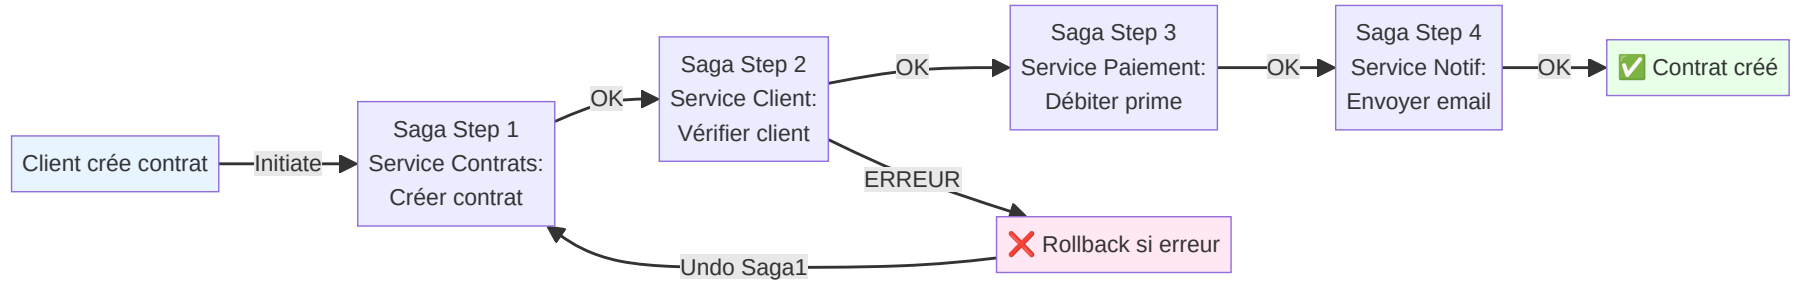 Client crée contrat
Initiate
Saga Step 1
Service Contrats:
Créer contrat
OK
Saga Step 2
Service Client:
Vérifier client
OK
Saga Step 3
Service Paiement:
Débiter prime
OK
Saga Step 4
Service Notif:
Envoyer email
OK
✅ Contrat créé
ERREUR
❌ Rollback si erreur
Undo Saga1